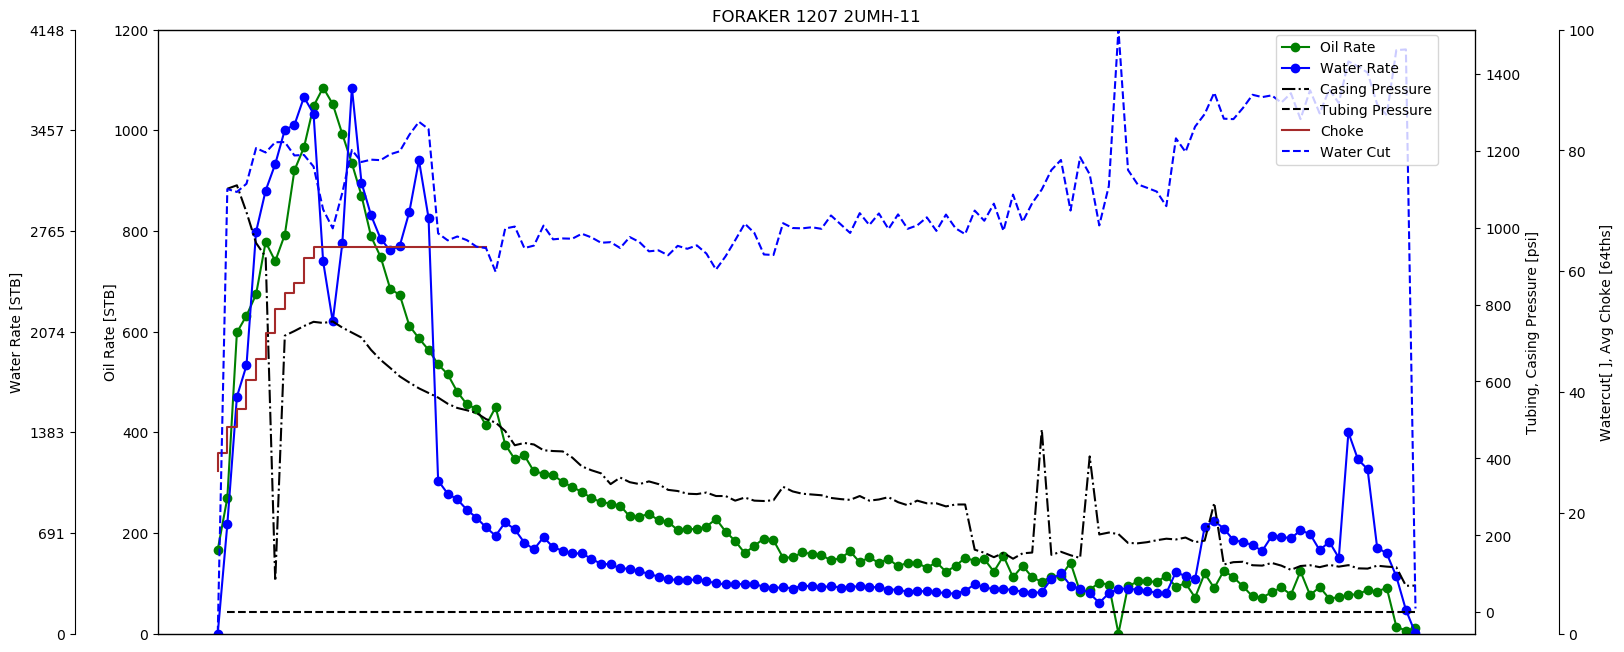 FORAKER 1207 2UMH-11
Water Rate [STB]
4148
3457
2765
2074
1383
691
0
Oil Rate [STB]
1200
1000
800
600
400
200
0
Oil Rate
Water Rate
Casing Pressure
Tubing Pressure
Choke
Water Cut
1400
1200
1000
800
600
400
200
0
Tubing, Casing Pressure [psi]
100
80
60
40
20
0
Watercut[ ], Avg Choke [64ths]